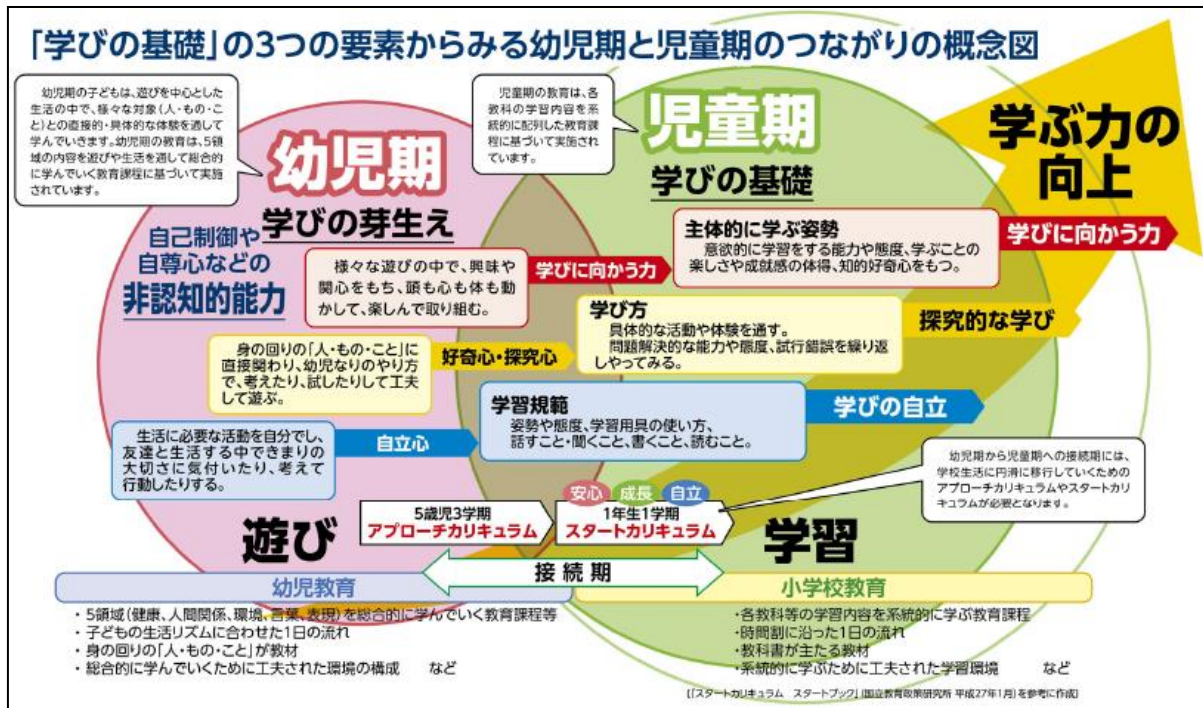 「学びの基礎」の3つの要素からみる幼児期と児童期のつながりの概念図
幼児期の子どもは、遊びを中心とした
生活の中で、様々な対象(人・もの・こ
と)との直接的・具体的な体験を通して
学んでいきます。幼児期の教育は、5領
域の内容を遊びや生活を通して総合的
に学んでいく教育課程に基づいて実施
されています。
児童期の教育は、各
教科の学習内容を系
統的に配列した教育課
程に基づいて実施され
ています。
幼児期
学びの芽生え
児童期
学びの基礎
学ぶ力の
向上
自己制御や
自尊心などの
非認知的能力
様々な遊びの中で、興味や
関心をもち、頭も心も体も動
かして、楽しんで取り組む。
学びに向かう力
主体的に学ぶ姿勢
意欲的に学習をする能力や態度、学ぶことの
楽しさや成就感の体得、知的好奇心をもつ。
学びに向かう力
身の回りの「人・もの・こと」に
直接関わり、幼児なりのやり方
で、考えたり、試したりして工夫
して遊ぶ。
好奇心・探究心
学び方
具体的な活動や体験を通す。
問題解決的な能力や態度、試行錯誤を繰り返
しやってみる。
探究的な学び
生活に必要な活動を自分でし、
友達と生活する中できまりの
大切さに気付いたり、考えて
行動したりする。
自立心
学習規範
姿勢や態度、学習用具の使い方、
話すこと・聞くこと、書くこと、読むこと。
学びの自立
幼児期から児童期への接続期には、
学校生活に円滑に移行していくための
アプローチカリキュラムやスタートカリ
キュラムが必要となります。
安心 成長 自立
遊び
5歳児3学期
アプローチカリキュラム
1年生1学期
スタートカリキュラム
学習
接続期
幼児教育
・5領域(健康、人間関係、環境、言葉、表現)を総合的に学んでいく教育課程等
・子どもの生活リズムに合わせた1日の流れ
・身の回りの「人・もの・こと」が教材
・総合的に学んでいくために工夫された環境の構成 など
小学校教育
・各教科等の学習内容を系統的に学ぶ教育課程
・時間割に沿った1日の流れ
・教科書が主たる教材
・系統的に学ぶために工夫された学習環境 など
(「スタートカリキュラム スタートブック」(国立教育政策研究所 平成27年1月)を参考に作成)